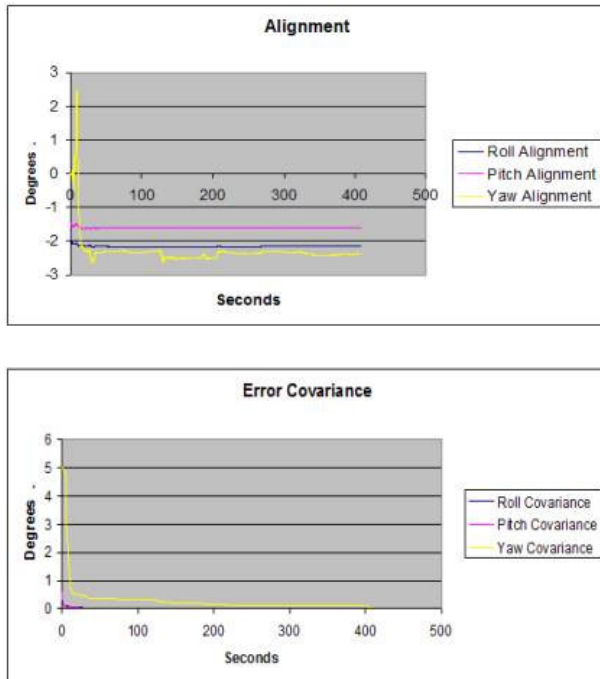 Alignment
3
2
1
0
-1
-2
-3
0 100 200 300 400 500
Degrees .
Seconds
Roll Alignment
Pitch Alignment
Yaw Alignment
Error Covariance
6
5
4
3
2
1
0
0 100 200 300 400 500
Degrees .
Seconds
Roll Covariance
Pitch Covariance
Yaw Covariance